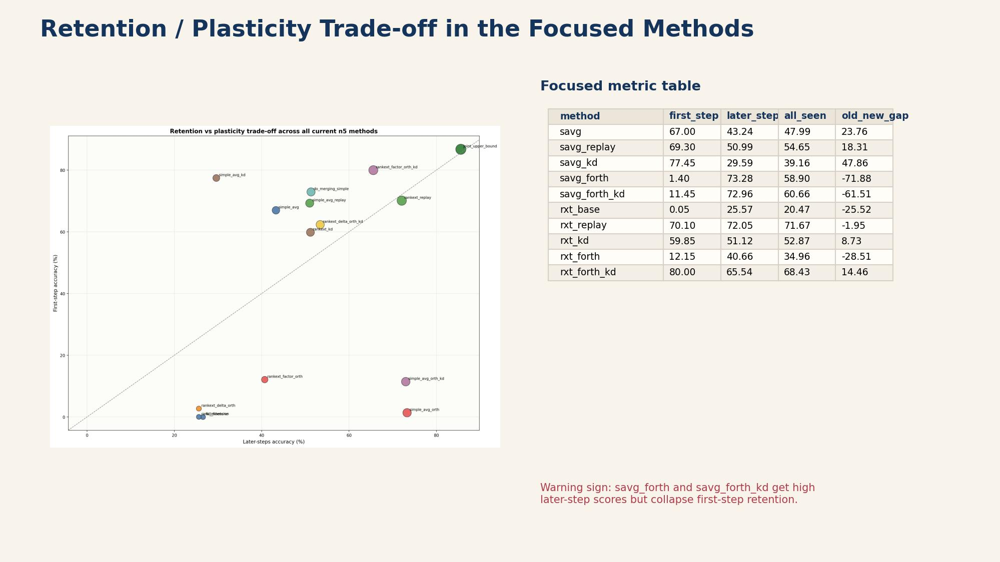 Retention / Plasticity Trade-off in the Focused Methods
Retention vs plasticity trade-off across all current n5 methods
joint_upper_bound
rankext_factor_orth_kd
simple_avg_kd
do_merging_simple
rankext_replay
simple_avg_replay
simple_avg
rankext_delta_orth_kd
rankext_kd
rankext_factor_orth
simple_avg_orth_kd
rankext_delta_orth
simple_avg_orth
80
60
40
20
0
First-step accuracy (%)
0 20 40 60 80
Later-steps accuracy (%)
Focused metric table
method first_step later_step all_seen old_new_gap
savg 67.00 43.24 47.99 23.76
savg_replay 69.30 50.99 54.65 18.31
savg_kd 77.45 29.59 39.16 47.86
savg_forth 1.40 73.28 58.90 -71.88
savg_forth_kd 11.45 72.96 60.66 -61.51
rxt_base 0.05 25.57 20.47 -25.52
rxt_replay 70.10 72.05 71.67 -1.95
rxt_kd 59.85 51.12 52.87 8.73
rxt_forth 12.15 40.66 34.96 -28.51
rxt_forth_kd 80.00 65.54 68.43 14.46
Warning sign: savg_forth and savg_forth_kd get high
later-step scores but collapse first-step retention.